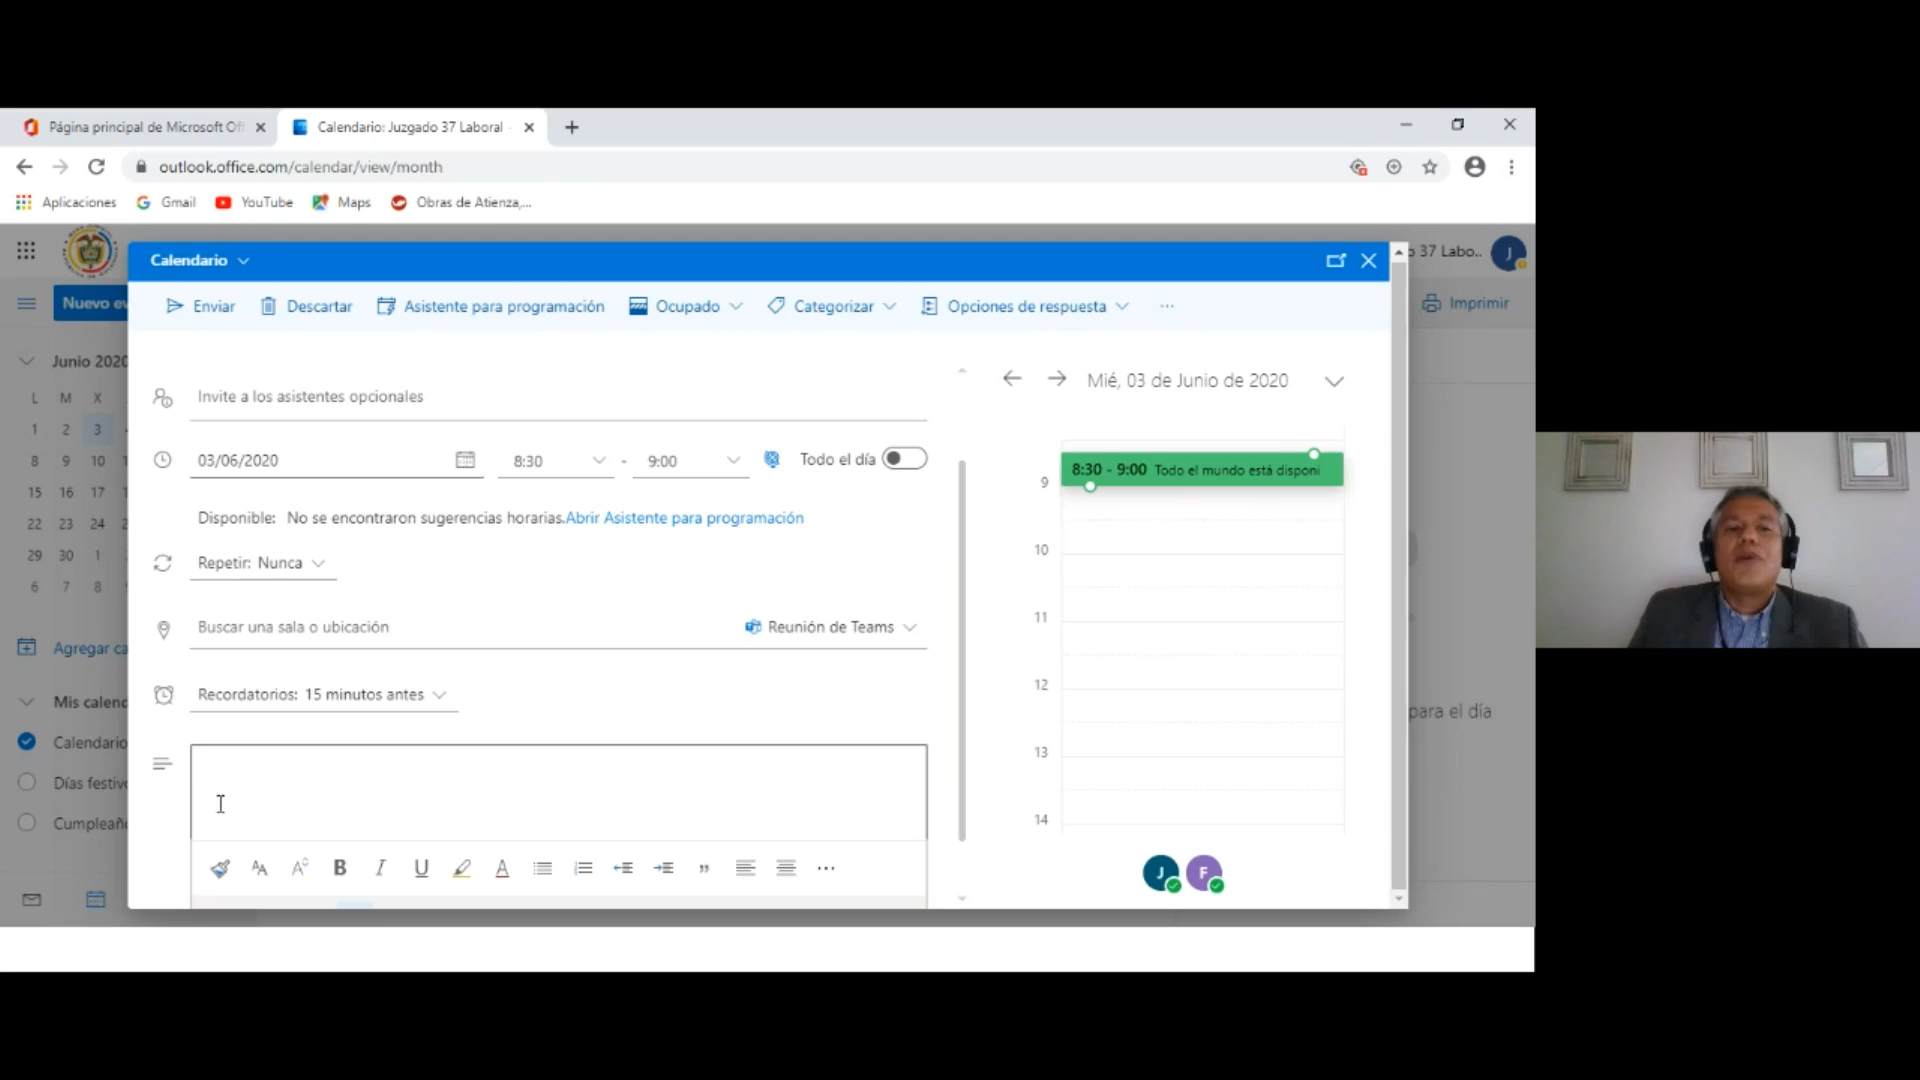 Página principal de Microsoft Off
Calendario: Juzgado 37 Laboral
outlook.office.com/calendar/view/month
Aplicaciones
Gmail
YouTube
Maps
Obras de Atienza,...
37 Labo..
J
Calendario
Nuevo ev
Imprimir
Enviar
Descartar
Asistente para programación
Ocupado
Categorizar
Opciones de respuesta
Junio 2020
L M X
1 2 3
8 9 10
15 16 17
22 23 24
29 30 1
6 7 8
Agregar ca
Mis calend
Calendario
Días festivo
Cumpleaño
Invite a los asistentes opcionales
03/06/2020
8:30
-
9:00
Todo el día
Disponible: No se encontraron sugerencias horarias.Abrir Asistente para programación
Repetir: Nunca
Buscar una sala o ubicación
Reunión de Teams
Recordatorios: 15 minutos antes
Mié, 03 de Junio de 2020
8:30 - 9:00 Todo el mundo está disponi
9
10
11
12
13
14
J F
para el día